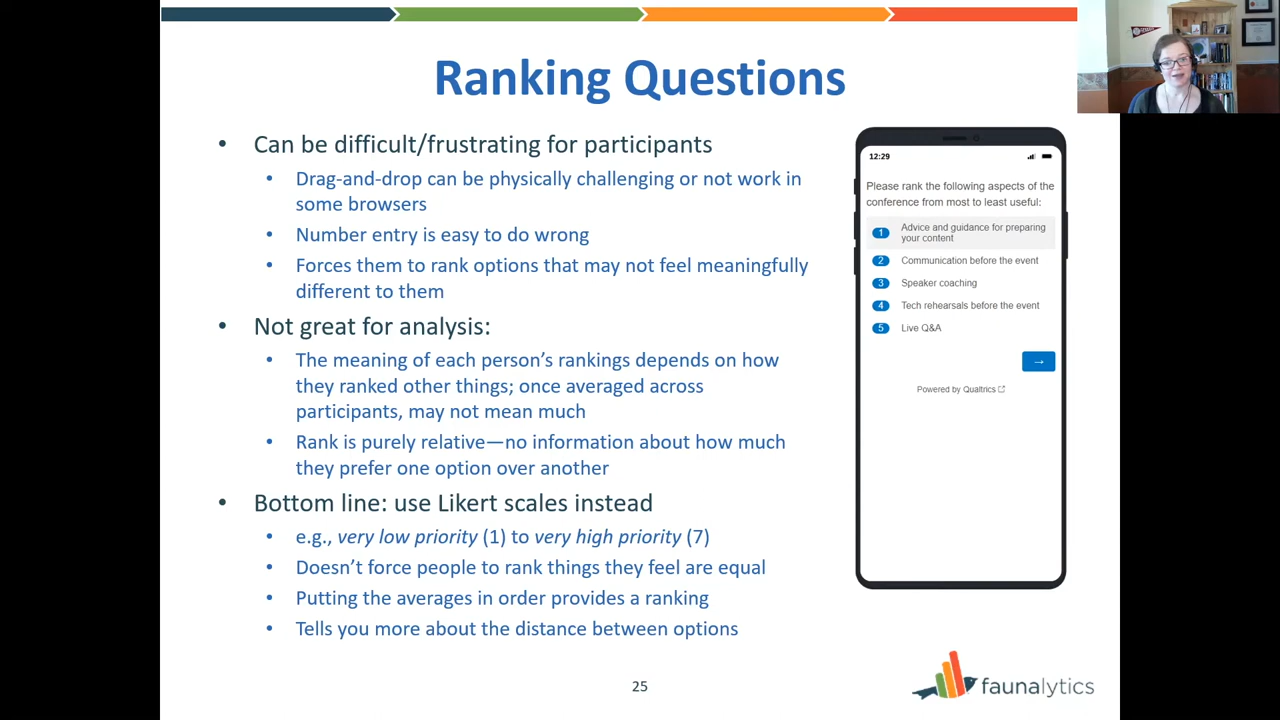 Ranking Questions
• Can be difficult/frustrating for participants
• Drag-and-drop can be physically challenging or not work in
some browsers
• Number entry is easy to do wrong
• Forces them to rank options that may not feel meaningfully
different to them
• Not great for analysis:
• The meaning of each person’s rankings depends on how
they ranked other things; once averaged across
participants, may not mean much
• Rank is purely relative—no information about how much
they prefer one option over another
• Bottom line: use Likert scales instead
• e.g., very low priority (1) to very high priority (7)
• Doesn’t force people to rank things they feel are equal
• Putting the averages in order provides a ranking
• Tells you more about the distance between options
12:29
Please rank the following aspects of the
conference from most to least useful:
1 Advice and guidance for preparing
your content
2 Communication before the event
3 Speaker coaching
4 Tech rehearsals before the event
5 Live Q&A
→
Powered by Qualtrics
25
faunalytics